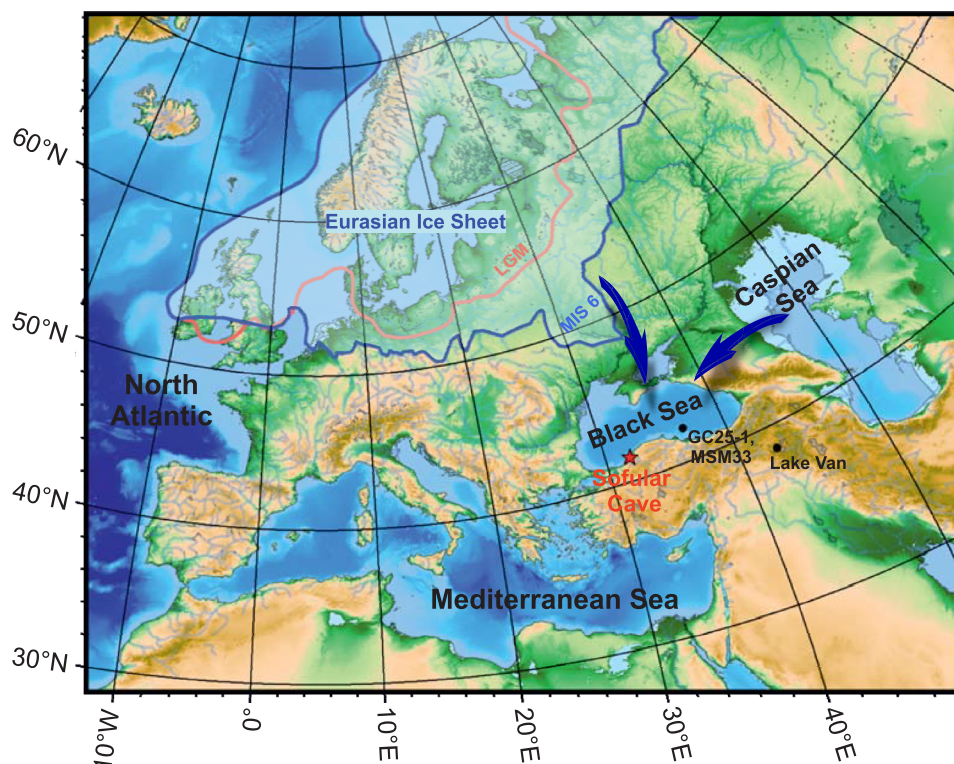 60°N
50°N
40°N
30°N
Eurasian Ice Sheet
LGM
MIS 6
Caspian
Sea
North
Atlantic
Black Sea
GC25-1,
MSM33
Lake Van
Sofular
Cave
Mediterranean Sea
0°W
0°
10°E
20°E
30°E
40°E